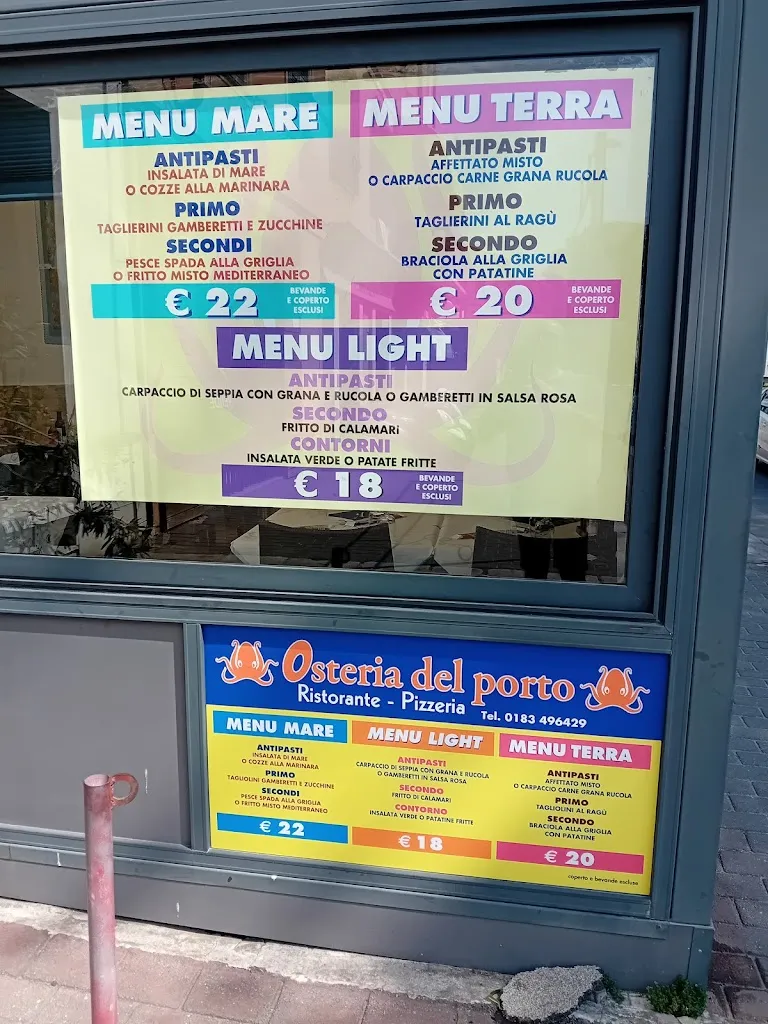 MENU MARE
ANTIPASTI
INSALATA DI MARE
O COZZE ALLA MARINARA
PRIMO
TAGLIERINI GAMBERETTI E ZUCCHINE
SECONDI
PESCE SPADA ALLA GRIGLIA
O FRITTO MISTO MEDITERRANEO
€ 22
BEVANDE
E COPERTO
ESCLUSI
MENU TERRA
ANTIPASTI
AFFETTATO MISTO
O CARPACCIO CARNE GRANA RUCOLA
PRIMO
TAGLIERINI AL RAGÙ
SECONDO
BRACIOLA ALLA GRIGLIA
CON PATATINE
€ 20
BEVANDE
E COPERTO
ESCLUSI
MENU LIGHT
ANTIPASTI
CARPACCIO DI SEPPIA CON GRANA E RUCOLA O GAMBERETTI IN SALSA ROSA
SECONDO
FRITTO DI CALAMARi
CONTORNI
INSALATA VERDE O PATATE FRITTE
€ 18
BEVANDE
E COPERTO
ESCLUSI
Osteria del porto
Ristorante - Pizzeria
Tel. 0183 496429
MENU MARE
ANTIPASTI
INSALATA DI MARE
O COZZE ALLA MARINARA
PRIMO
TAGLIOLINI GAMBERETTI E ZUCCHINE
SECONDI
PESCE SPADA ALLA GRIGLIA
O FRITTO MISTO MEDITERRANEO
€ 22
MENU LIGHT
ANTIPASTI
CARPACCIO DI SEPPIA CON GRANA E RUCOLA
O GAMBERETTI IN SALSA ROSA
SECONDO
FRITTO DI CALAMARI
CONTORNO
INSALATA VERDE O PATATINE FRITTE
€ 18
MENU TERRA
ANTIPASTI
AFFETTATO MISTO
O CARPACCIO CARNE GRANA RUCOLA
PRIMO
TAGLIOLINI AL RAGÙ
SECONDO
BRACIOLA ALLA GRIGLIA
CON PATATINE
€ 20
coperto e bevande escluse